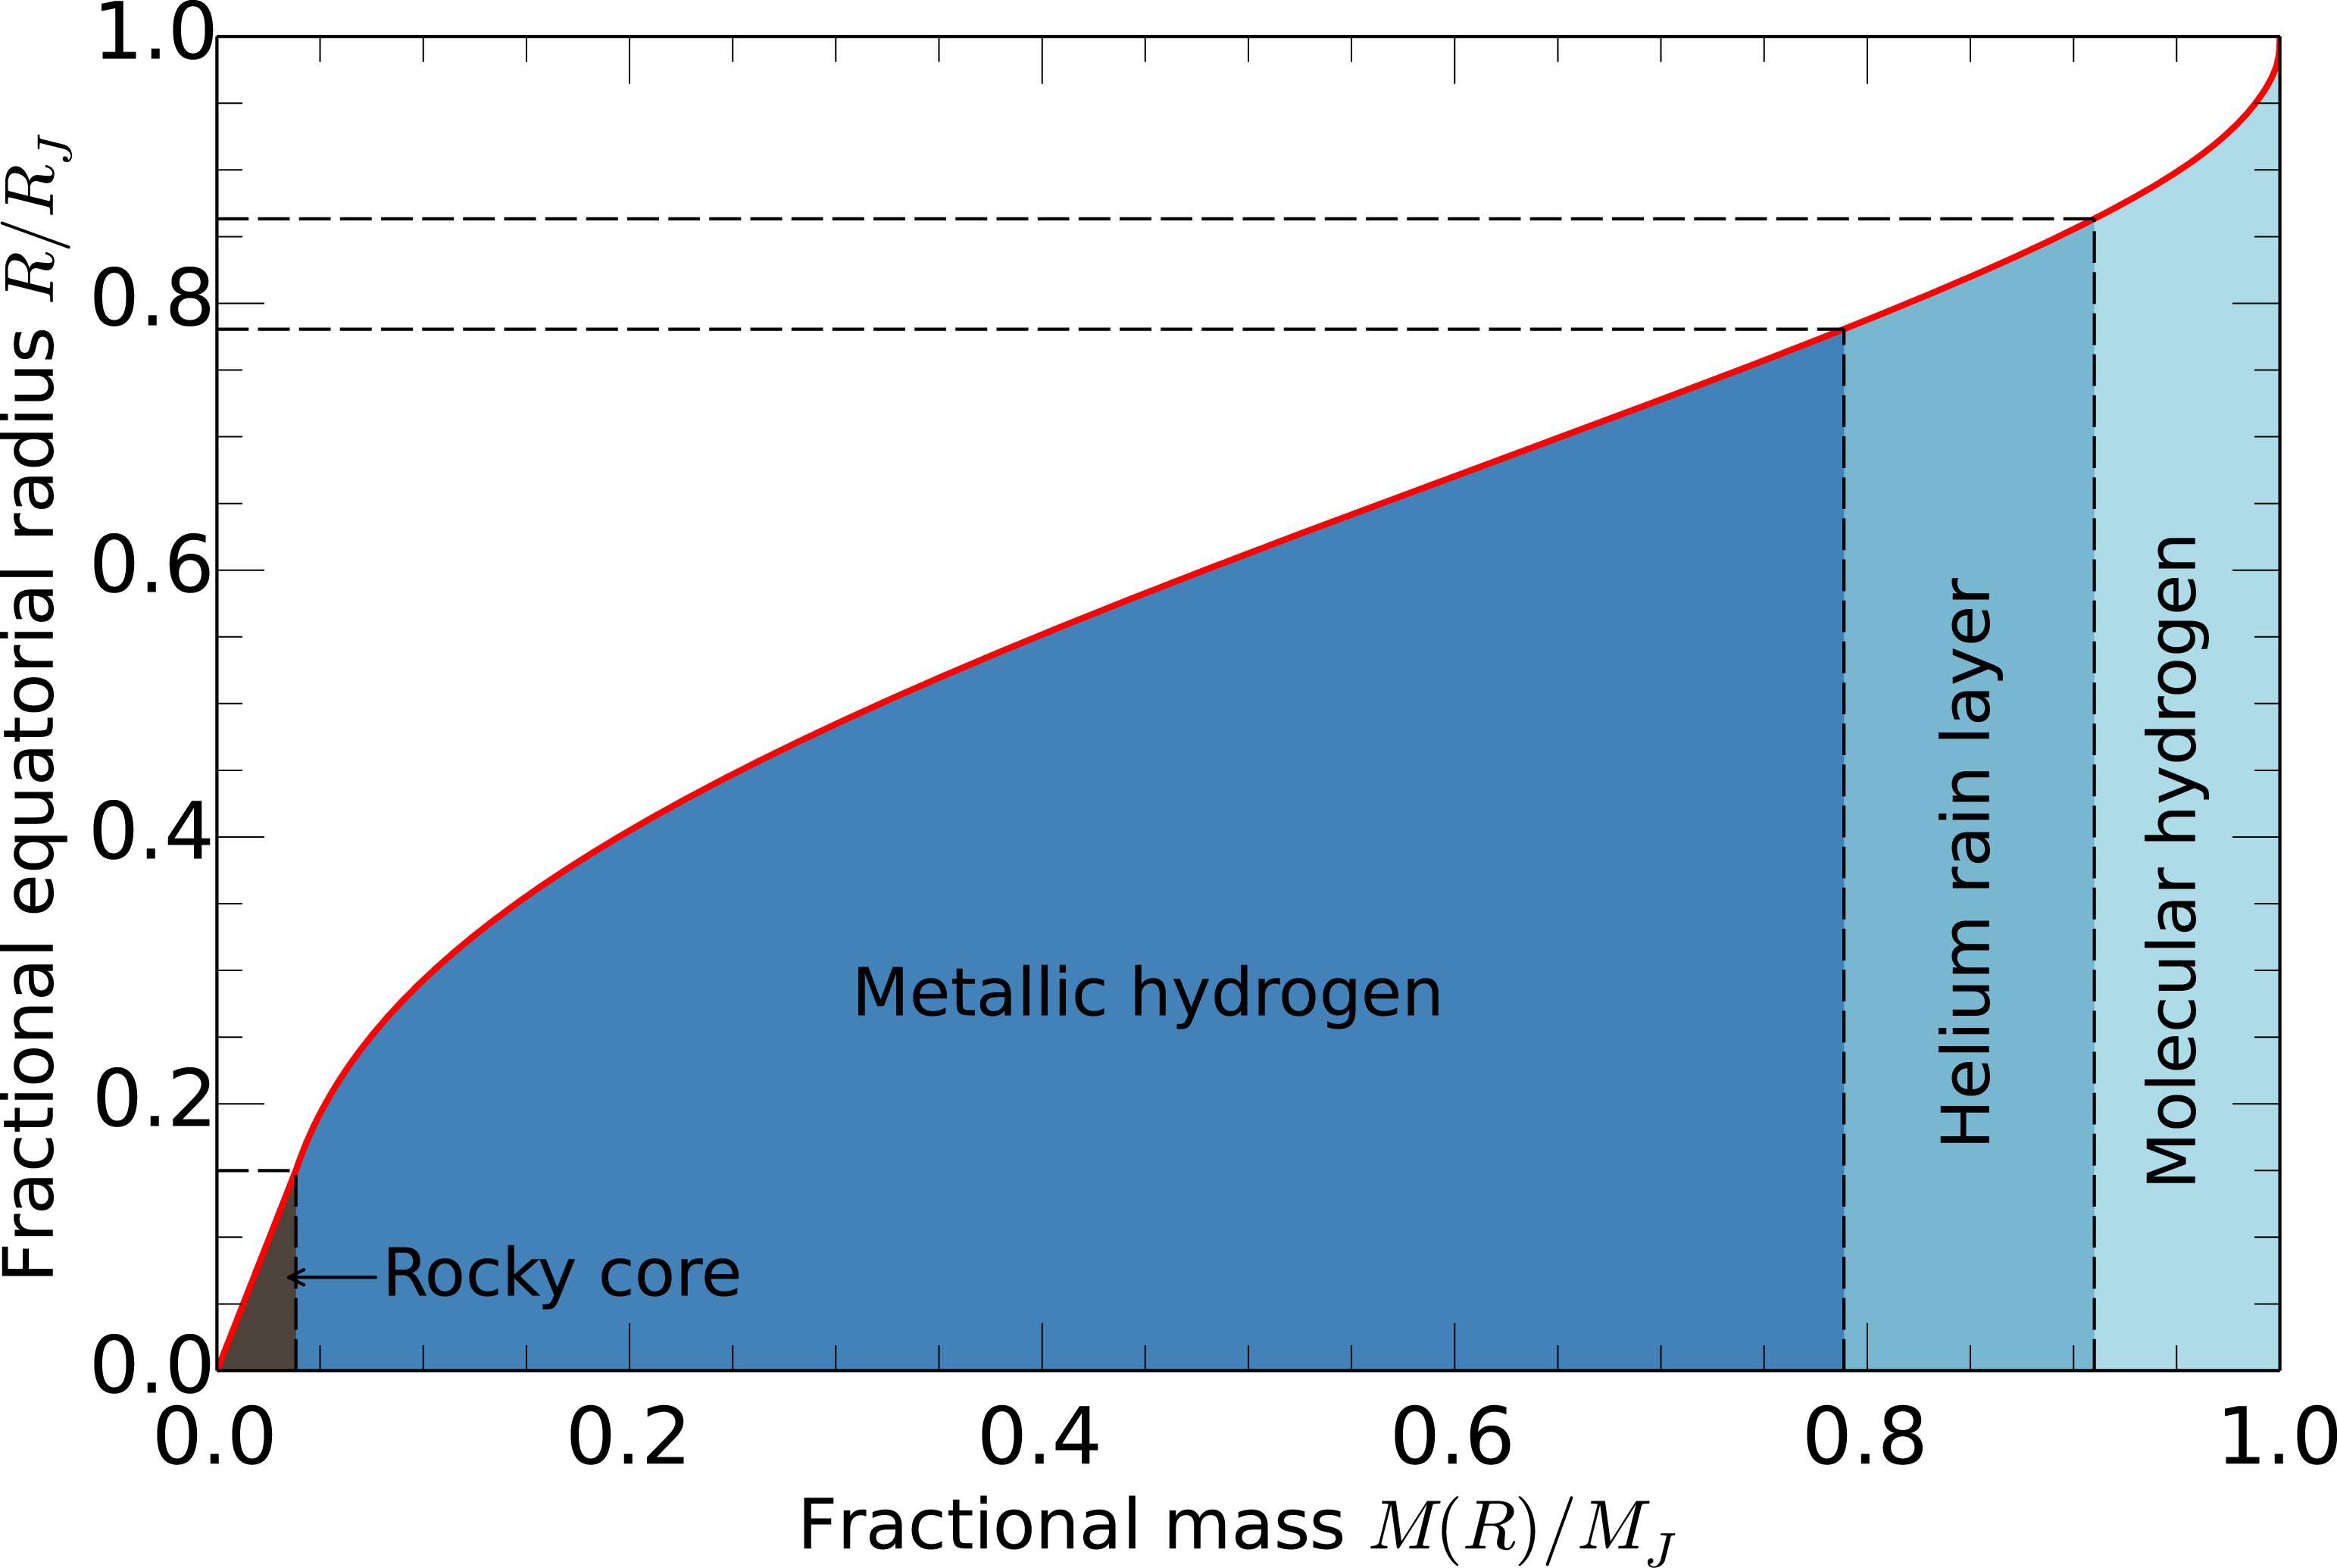 1.0
0.8
0.6
0.4
0.2
0.0
Fractional equatorial radius R/R_J
Metallic hydrogen
Rocky core
Helium rain layer
Molecular hydrogen
0.0 0.2 0.4 0.6 0.8 1.0
Fractional mass M(R)/M_J